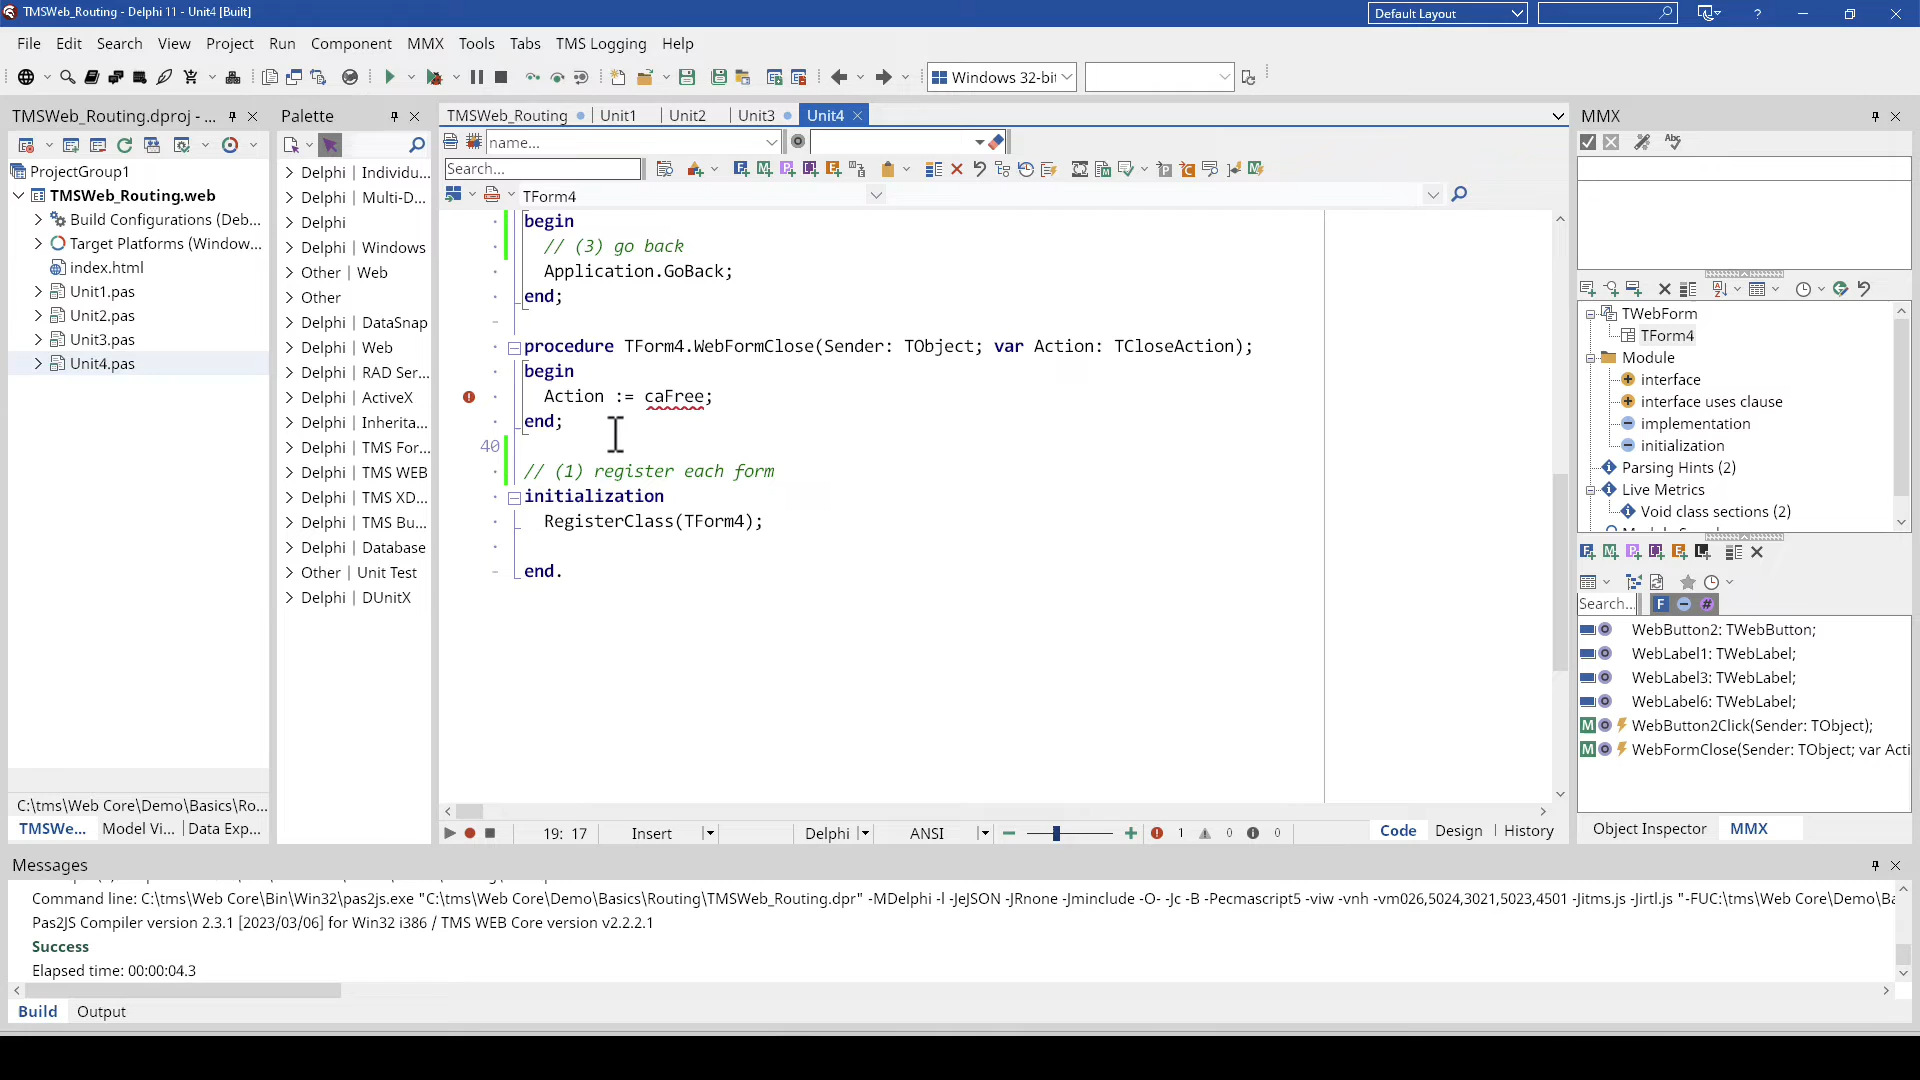 TMSWeb_Routing - Delphi 11 - Unit4 [Built]
Default Layout
File Edit Search View Project Run Component MMX Tools Tabs TMS Logging Help
Windows 32-bit
TMSWeb_Routing.dproj - ...
ProjectGroup1
TMSWeb_Routing.web
Build Configurations (Deb...
Target Platforms (Window...
index.html
Unit1.pas
Unit2.pas
Unit3.pas
Unit4.pas
C:\tms\Web Core\Demo\Basics\Ro...
TMSWe... Model Vi... Data Exp...
Palette
Delphi | Individu...
Delphi | Multi-D...
Delphi
Delphi | Windows
Other | Web
Other
Delphi | DataSnap
Delphi | Web
Delphi | RAD Ser...
Delphi | ActiveX
Delphi | Inherita...
Delphi | TMS For...
Delphi | TMS WEB
Delphi | TMS XD...
Delphi | TMS Bu...
Delphi | Database
Other | Unit Test
Delphi | DUnitX
TMSWeb_Routing Unit1 Unit2 Unit3 Unit4
name...
Search...
TForm4
begin
// (3) go back
Application.GoBack;
end;
procedure TForm4.WebFormClose(Sender: TObject; var Action: TCloseAction);
begin
Action := caFree;
end;
40
// (1) register each form
initialization
RegisterClass(TForm4);
end.
19: 17 Insert Delphi ANSI 1 0 0 Code Design History
MMX
TWebForm
TForm4
Module
interface
interface uses clause
implementation
initialization
Parsing Hints (2)
Live Metrics
Void class sections (2)
Search...
WebButton2: TWebButton;
WebLabel1: TWebLabel;
WebLabel3: TWebLabel;
WebLabel6: TWebLabel;
WebButton2Click(Sender: TObject);
WebFormClose(Sender: TObject; var Acti
Object Inspector MMX
Messages
Command line: C:\tms\Web Core\Bin\Win32\pas2js.exe "C:\tms\Web Core\Demo\Basics\Routing\TMSWeb_Routing.dpr" -MDelphi -l -JeJSON -JRnone -Jminclude -O- -Jc -B -Pecmascript5 -viw -vnh -vm026,5024,3021,5023,4501 -Jitms.js -Jirtl.js "-FUC:\tms\Web Core\Demo\Ba
Pas2JS Compiler version 2.3.1 [2023/03/06] for Win32 i386 / TMS WEB Core version v2.2.2.1
Success
Elapsed time: 00:00:04.3
Build Output